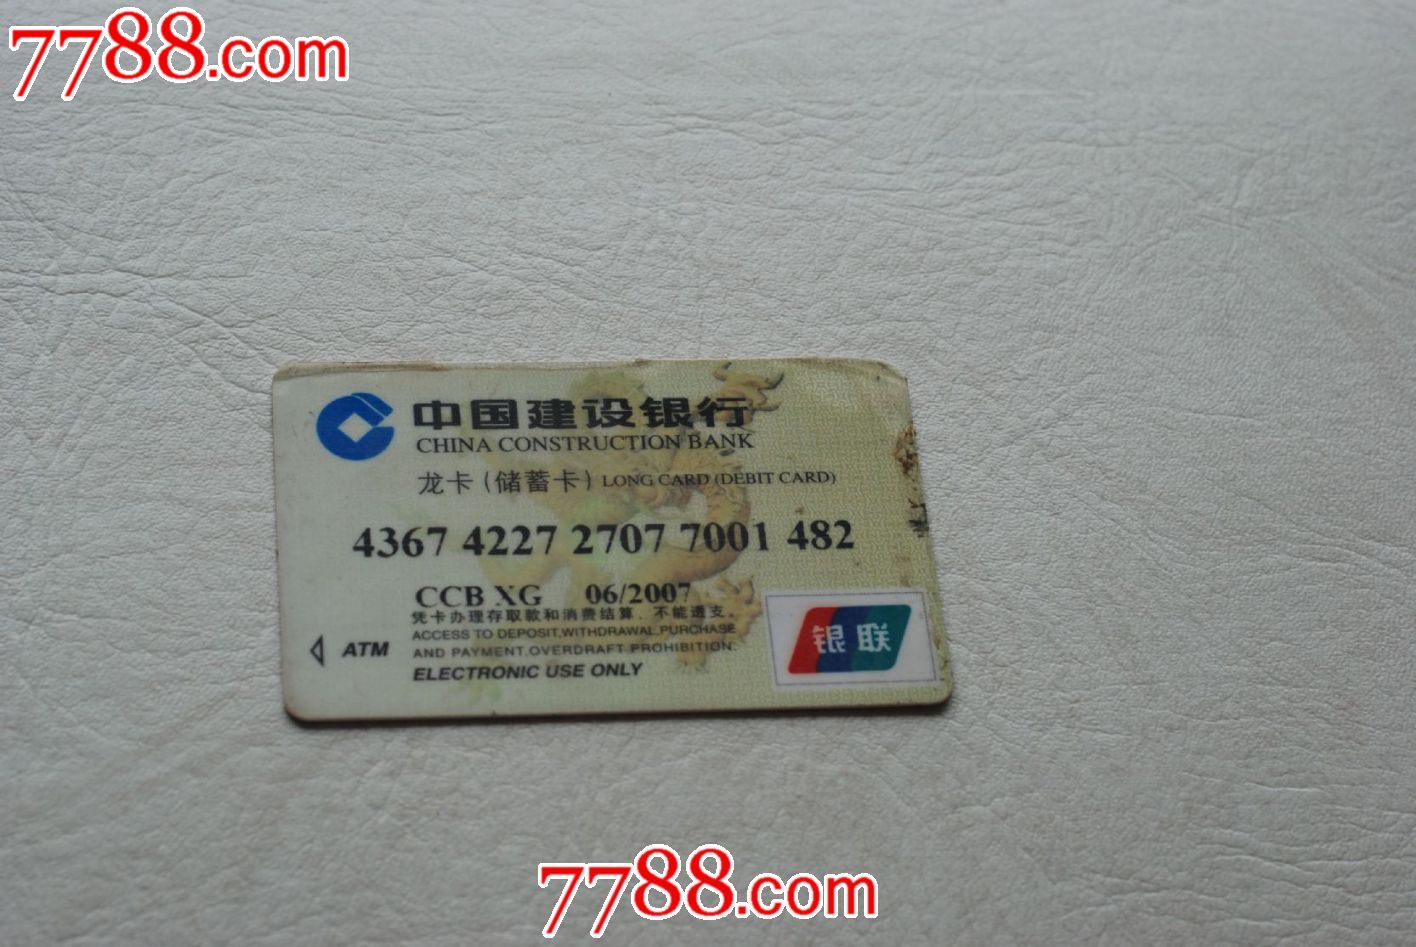 7788.com
中国建设银行
CHINA CONSTRUCTION BANK
龙卡(储蓄卡) LONG CARD (DEBIT CARD)
4367 4227 2707 7001 482
CCB XG 06/2007
凭卡办理存取款和消费结算，不能透支。
ACCESS TO DEPOSIT,WITHDRAWAL,PURCHASE
AND PAYMENT.OVERDRAFT PROHIBITION.
ATM
ELECTRONIC USE ONLY
银联
7788.com